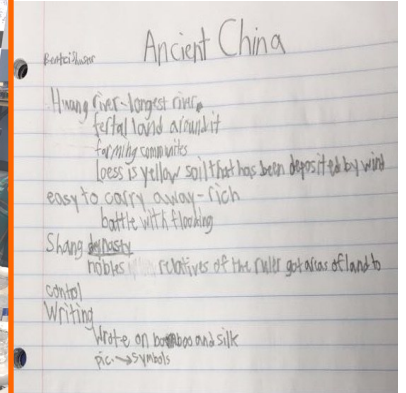 Ancient China
Hwang river-longest river
fertal land around it
farming communites
loess is yellow soil that has been deposited by wind
easy to carry away-rich
battle with flooding
Shang dynasty
nobles relatives of the ruler got areas of land to
control
Writing
Wrote on bamboo and silk
pic. → symbols